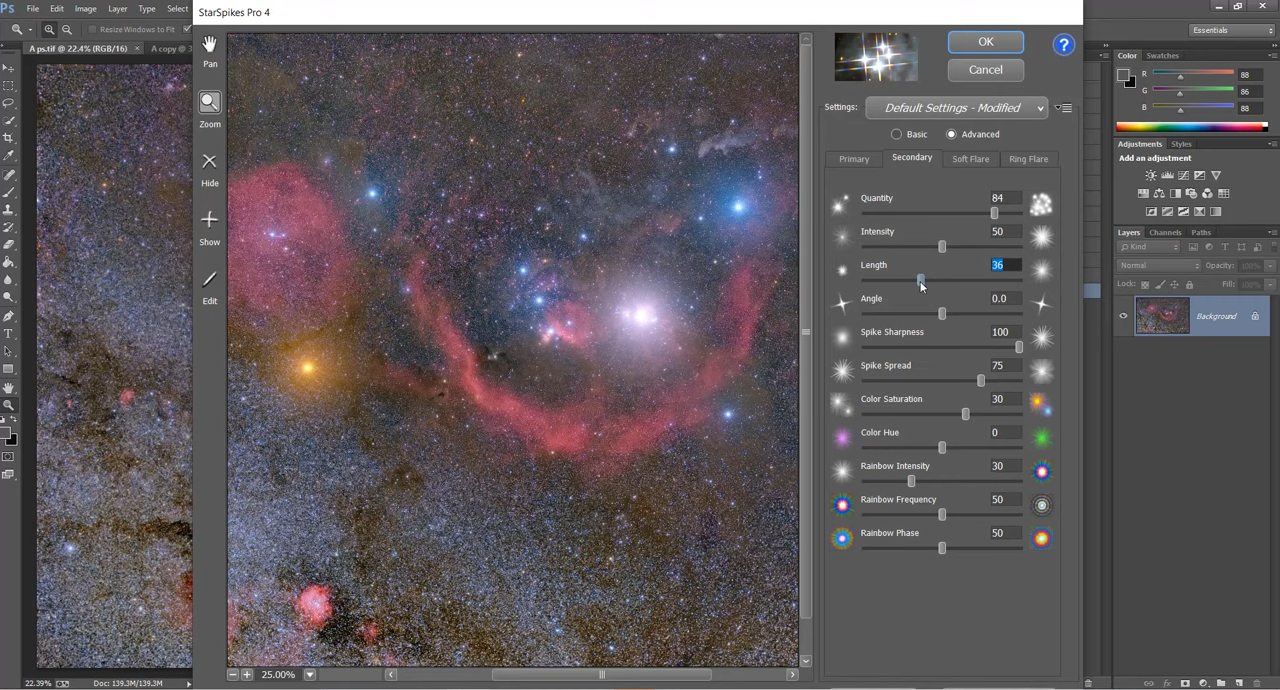 Ps File Edit Image Layer Type Select
StarSpikes Pro 4
Resize Windows to Fit
Essentials
A ps.tif @ 22.4% (RGB/16) × A copy @
Pan
Zoom
Hide
Show
Edit
OK
Cancel
?
Settings: Default Settings - Modified
Basic Advanced
Primary Secondary Soft Flare Ring Flare
Quantity 84
Intensity 50
Length 36
Angle 0.0
Spike Sharpness 100
Spike Spread 75
Color Saturation 30
Color Hue 0
Rainbow Intensity 30
Rainbow Frequency 50
Rainbow Phase 50
Color Swatches
R 88
G 86
B 88
Adjustments Styles
Add an adjustment
Layers Channels Paths
Kind
Normal Opacity: 100%
Lock: Fill: 100%
Background
25.00%
22.39% Doc: 139.3M/139.3M
fx